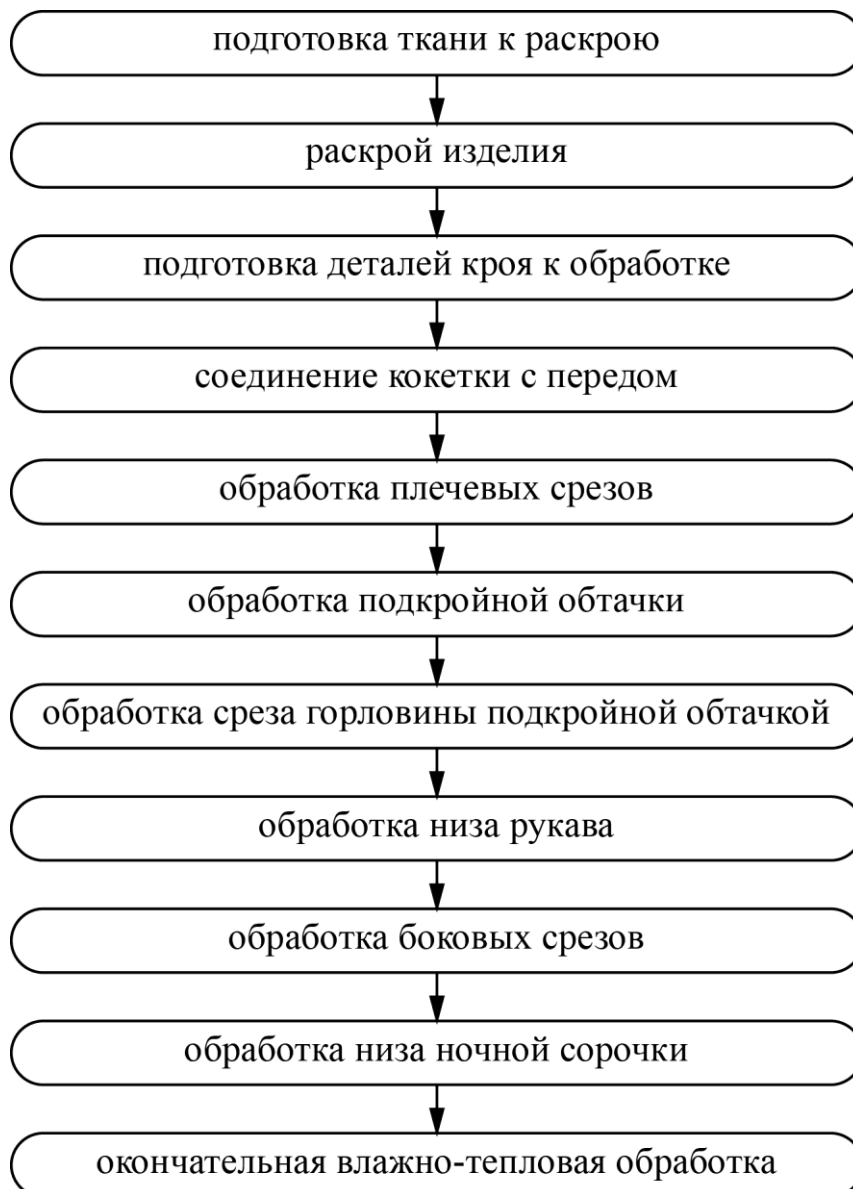 подготовка ткани к раскрою
раскрой изделия
подготовка деталей кроя к обработке
соединение кокетки с передом
обработка плечевых срезов
обработка подкройной обтачки
обработка среза горловины подкройной обтачкой
обработка низа рукава
обработка боковых срезов
обработка низа ночной сорочки
окончательная влажно-тепловая обработка